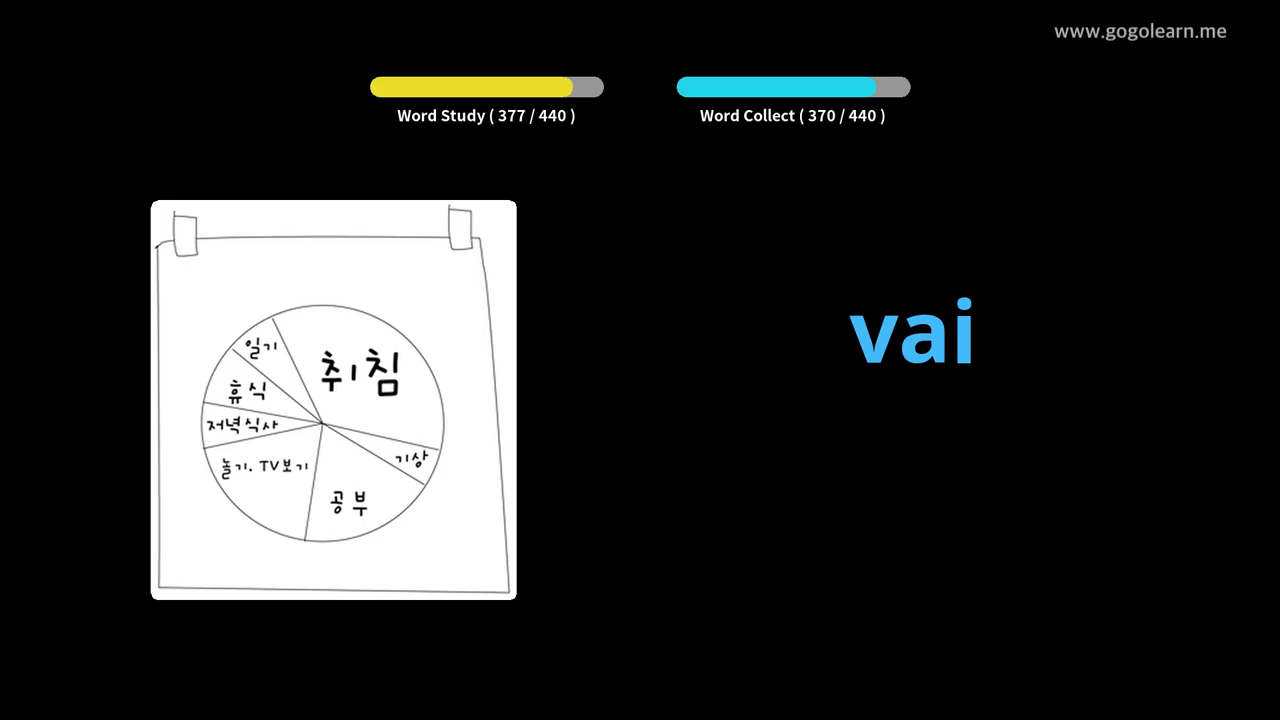 www.gogolearn.me
Word Study ( 377 / 440 )
Word Collect ( 370 / 440 )
vai
일기
취침
휴식
저녁식사
놀기. TV보기
기상
공부